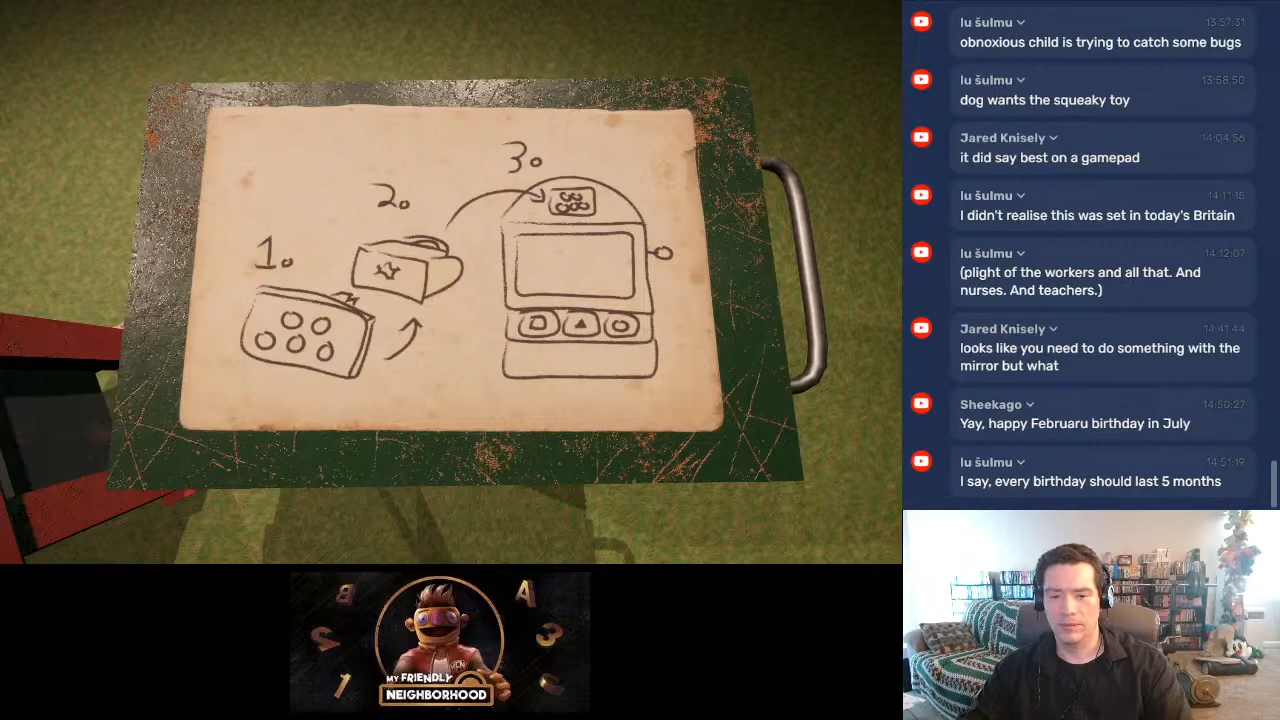 1.
2.
3.
MY FRIENDLY
NEIGHBORHOOD
lu šulmu 13:57:31
obnoxious child is trying to catch some bugs
lu šulmu 13:58:50
dog wants the squeaky toy
Jared Knisely 14:04:56
it did say best on a gamepad
lu šulmu 14:11:15
I didn't realise this was set in today's Britain
lu šulmu 14:12:07
(plight of the workers and all that. And
nurses. And teachers.)
Jared Knisely 14:41:44
looks like you need to do something with the
mirror but what
Sheekago 14:50:27
Yay, happy Februaru birthday in July
lu šulmu 14:51:19
I say, every birthday should last 5 months